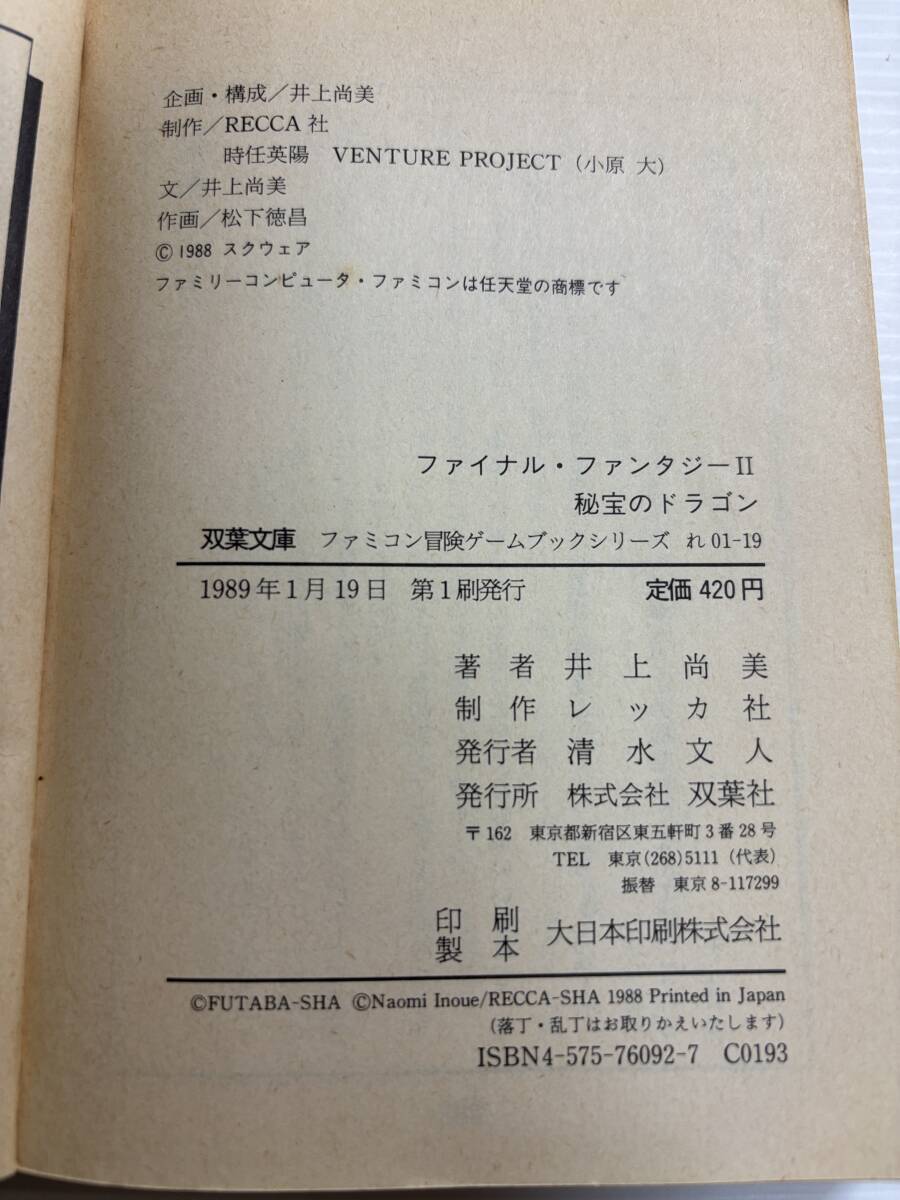 企画・構成／井上尚美
制作／RECCA社
時任英陽 VENTURE PROJECT（小原 大）
文／井上尚美
作画／松下徳昌
© 1988 スクウェア
ファミリーコンピュータ・ファミコンは任天堂の商標です
ファイナル・ファンタジーII
秘宝のドラゴン
双葉文庫 ファミコン冒険ゲームブックシリーズ れ 01-19
1989年1月19日 第1刷発行 定価 420円
著者 井上尚美
制作 レッカ社
発行者 清水文人
発行所 株式会社 双葉社
〒162 東京都新宿区東五軒町3番28号
TEL 東京(268)5111（代表）
振替 東京 8-117299
印刷 製本 大日本印刷株式会社
©FUTABA-SHA ©Naomi Inoue/RECCA-SHA 1988 Printed in Japan
（落丁・乱丁はお取りかえいたします）
ISBN4-575-76092-7 C0193